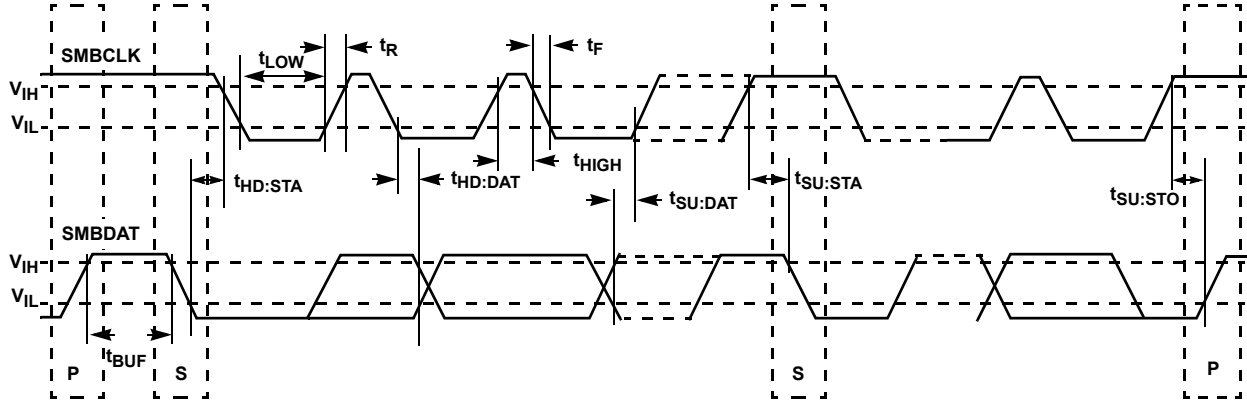 SMBCLK
tLOW
tR
tF
VIH
VIL
tHD:STA
tHD:DAT
tHIGH
tSU:DAT
tSU:STA
tSU:STO
SMBDAT
VIH
VIL
tBUF
P
S
S
P